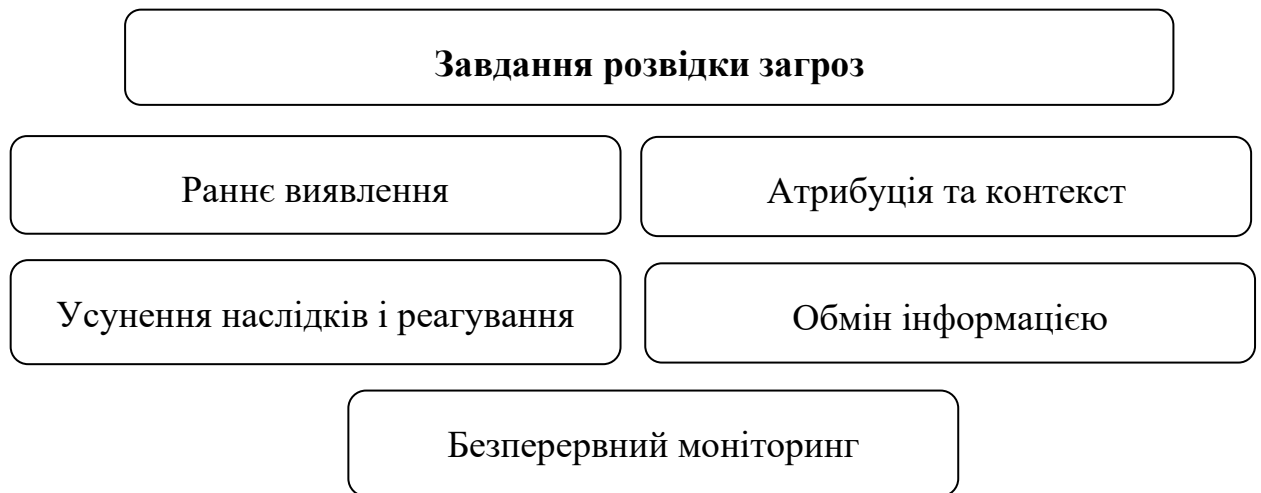 Завдання розвідки загроз
Раннє виявлення
Атрибуція та контекст
Усунення наслідків і реагування
Обмін інформацією
Безперервний моніторинг